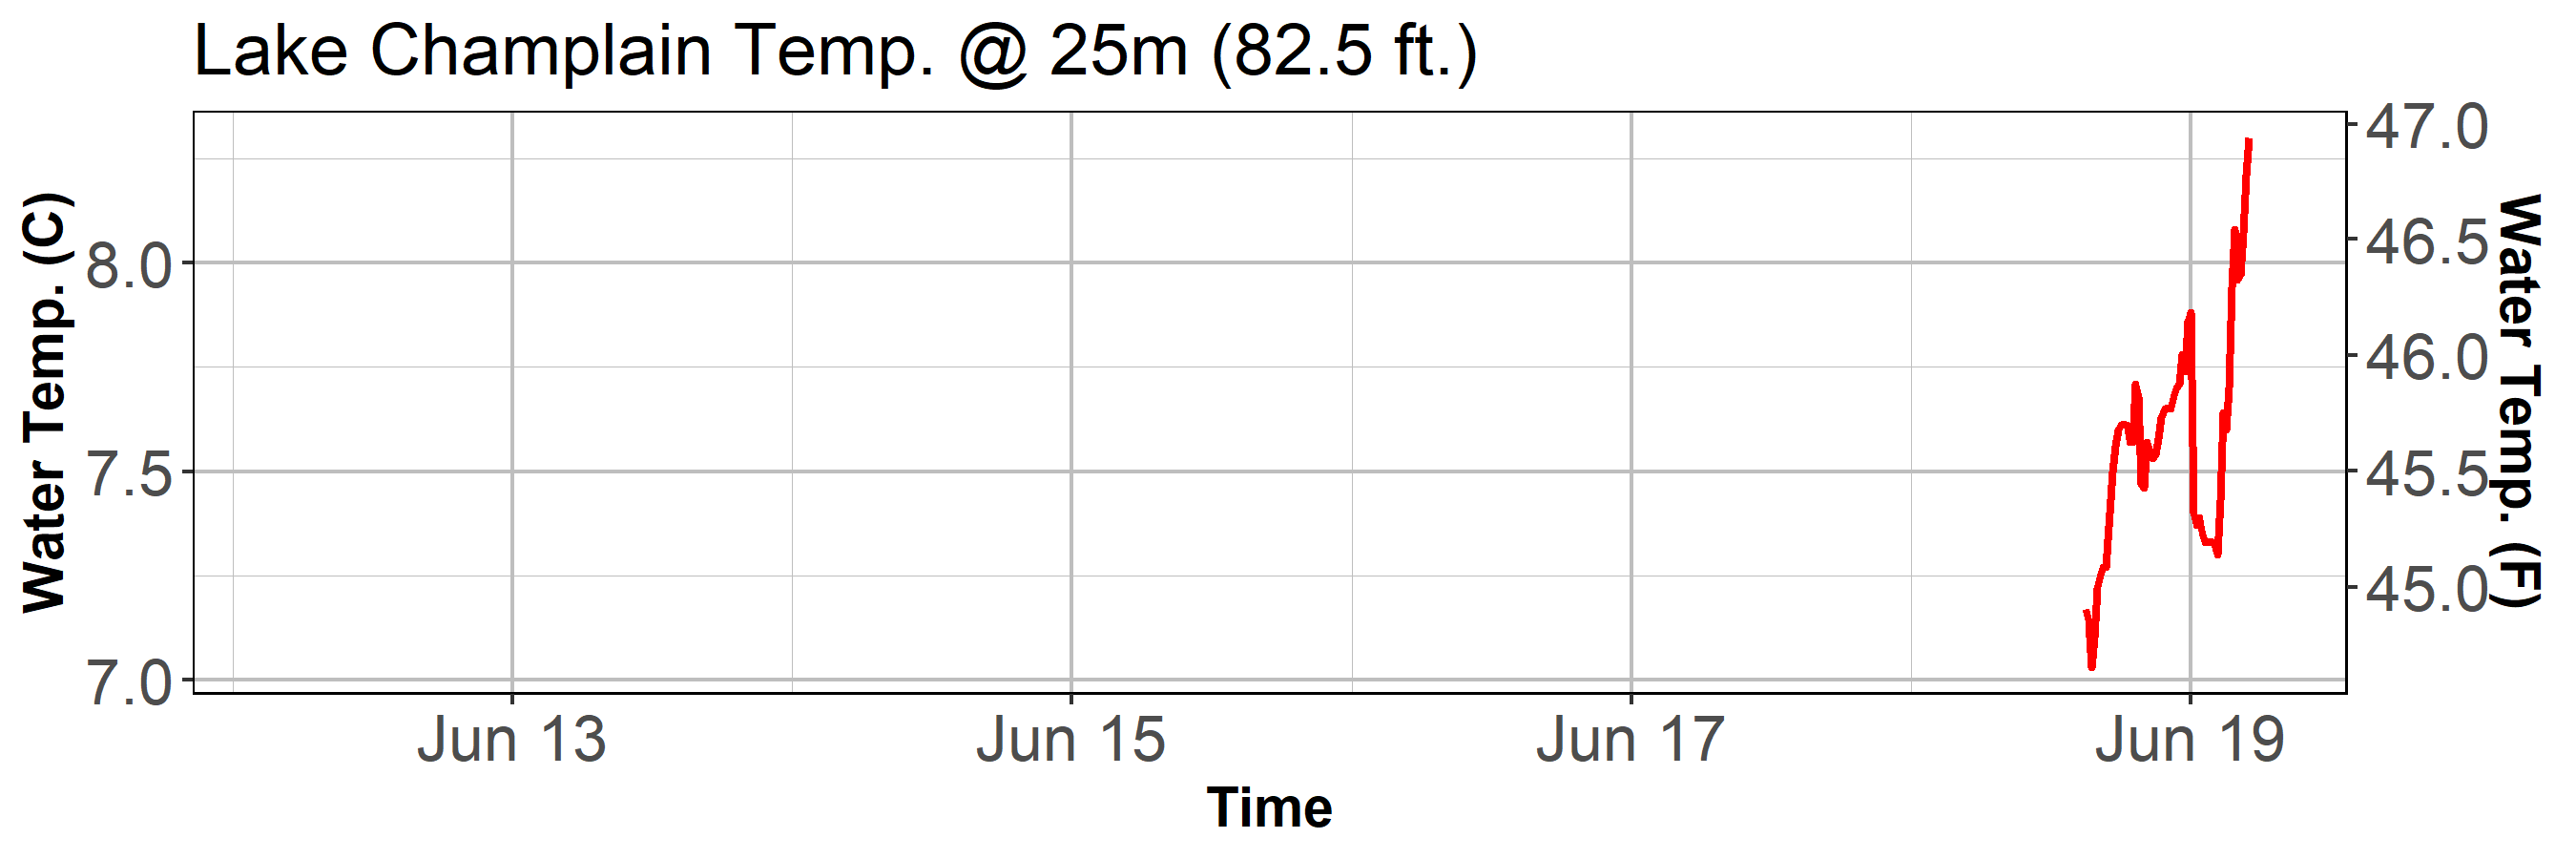 Lake Champlain Temp. @ 25m (82.5 ft.)
Water Temp. (C)
8.0
7.5
7.0
47.0
46.5
46.0
45.5
45.0
Water Temp. (F)
Jun 13 Jun 15 Jun 17 Jun 19
Time